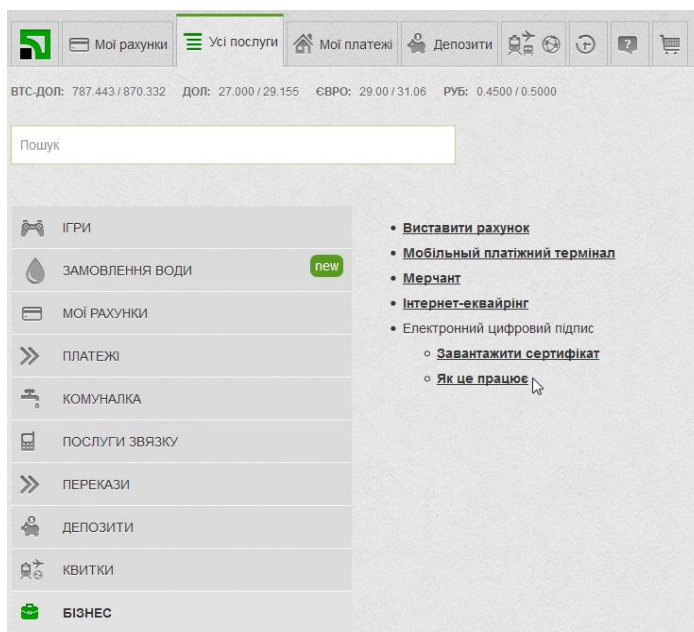 Мої рахунки Усі послуги Мої платежі Депозити
BTC-ДОЛ: 787.443 / 870.332 ДОЛ: 27.000 / 29.155 ЄВРО: 29.00 / 31.06 РУБ: 0.4500 / 0.5000
Пошук
ІГРИ
ЗАМОВЛЕННЯ ВОДИ new
МОЇ РАХУНКИ
ПЛАТЕЖІ
КОМУНАЛКА
ПОСЛУГИ ЗВЯЗКУ
ПЕРЕКАЗИ
ДЕПОЗИТИ
КВИТКИ
БІЗНЕС
• Виставити рахунок
• Мобільный платіжний термінал
• Мерчант
• Інтернет-еквайрінг
• Електронний цифровий підпис
○ Завантажити сертифікат
○ Як це працює